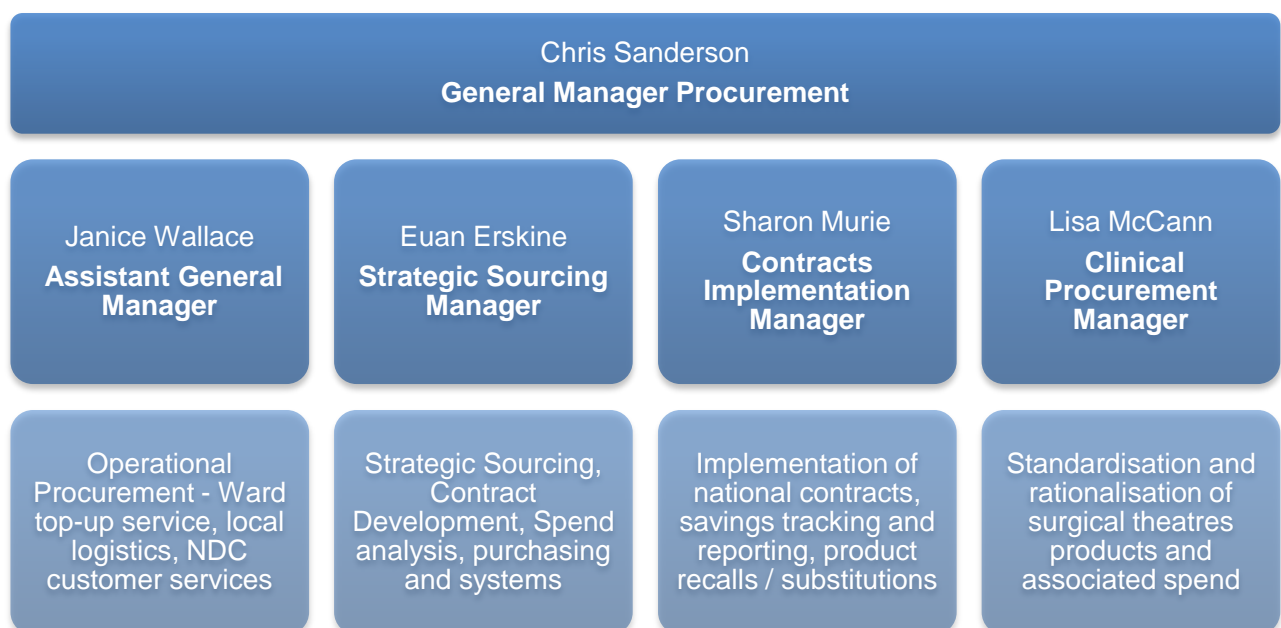 Chris Sanderson
General Manager Procurement
Janice Wallace
Assistant General
Manager
Euan Erskine
Strategic Sourcing
Manager
Sharon Murie
Contracts
Implementation
Manager
Lisa McCann
Clinical
Procurement
Manager
Operational
Procurement - Ward
top-up service, local
logistics, NDC
customer services
Strategic Sourcing,
Contract
Development, Spend
analysis, purchasing
and systems
Implementation of
national contracts,
savings tracking and
reporting, product
recalls / substitutions
Standardisation and
rationalisation of
surgical theatres
products and
associated spend